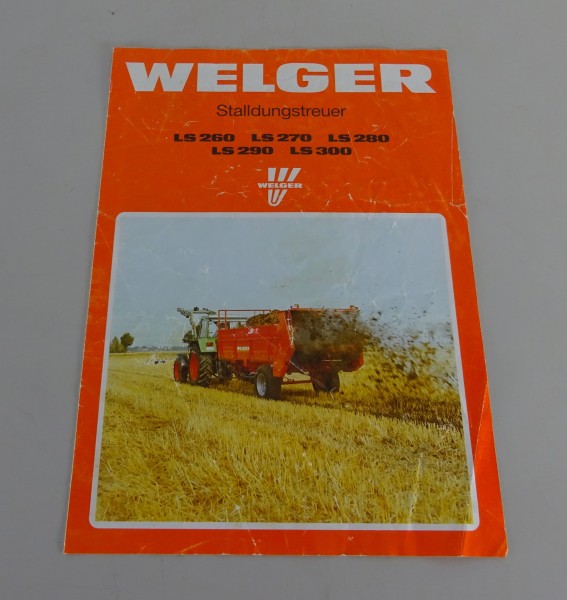 WELGER
Stalldungstreuer
LS 260 LS 270 LS 280
LS 290 LS 300
WELGER